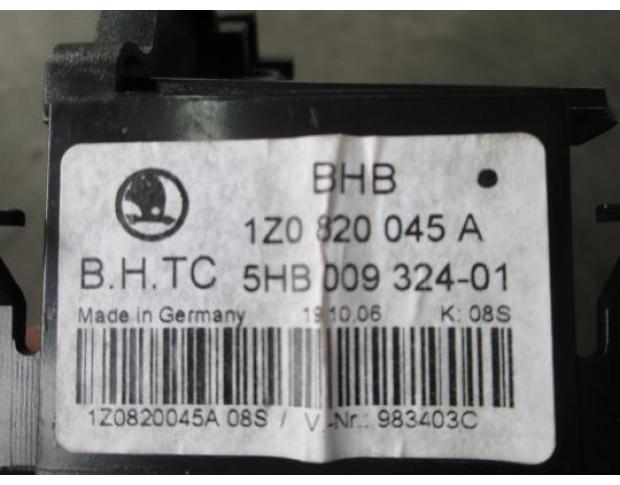 BHB
1Z0 820 045 A
B.H.TC 5HB 009 324-01
Made in Germany 19.10.06 K: 08S
1Z0820045A 08S / V.-Nr.: 983403C